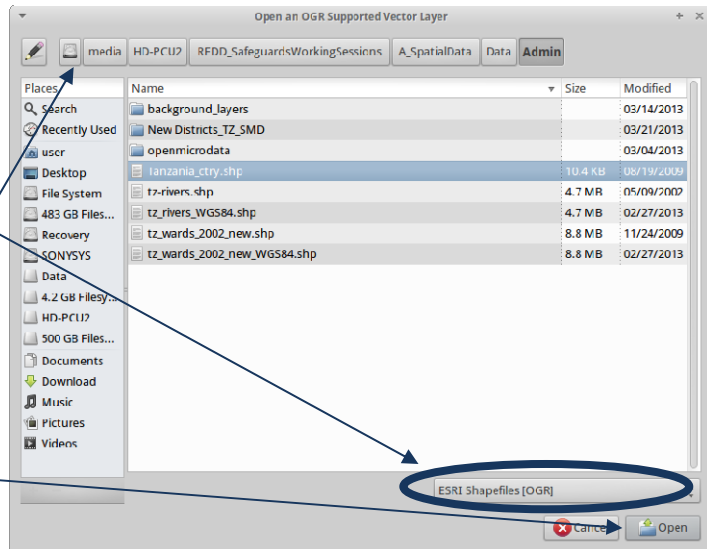 Open an OGR Supported Vector Layer
media HD-PCU2 REDD_SafeguardsWorkingSessions A_SpatialData Data Admin
Places
Search
Recently Used
user
Desktop
File System
483 GB Files...
Recovery
SONYSYS
Data
4.2 GB Filesy...
HD-PCU2
500 GB Files...
Documents
Download
Music
Pictures
Videos
Name Size Modified
background_layers 03/14/2013
New Districts_TZ_SMD 03/21/2013
openmicrodata 03/04/2013
Tanzania_ctry.shp 10.4 KB 08/19/2009
tz-rivers.shp 4.7 MB 05/09/2002
tz_rivers_WGS84.shp 4.7 MB 02/27/2013
tz_wards_2002_new.shp 8.8 MB 11/24/2009
tz_wards_2002_new_WGS84.shp 8.8 MB 02/27/2013
ESRI Shapefiles [OGR]
Cancel Open